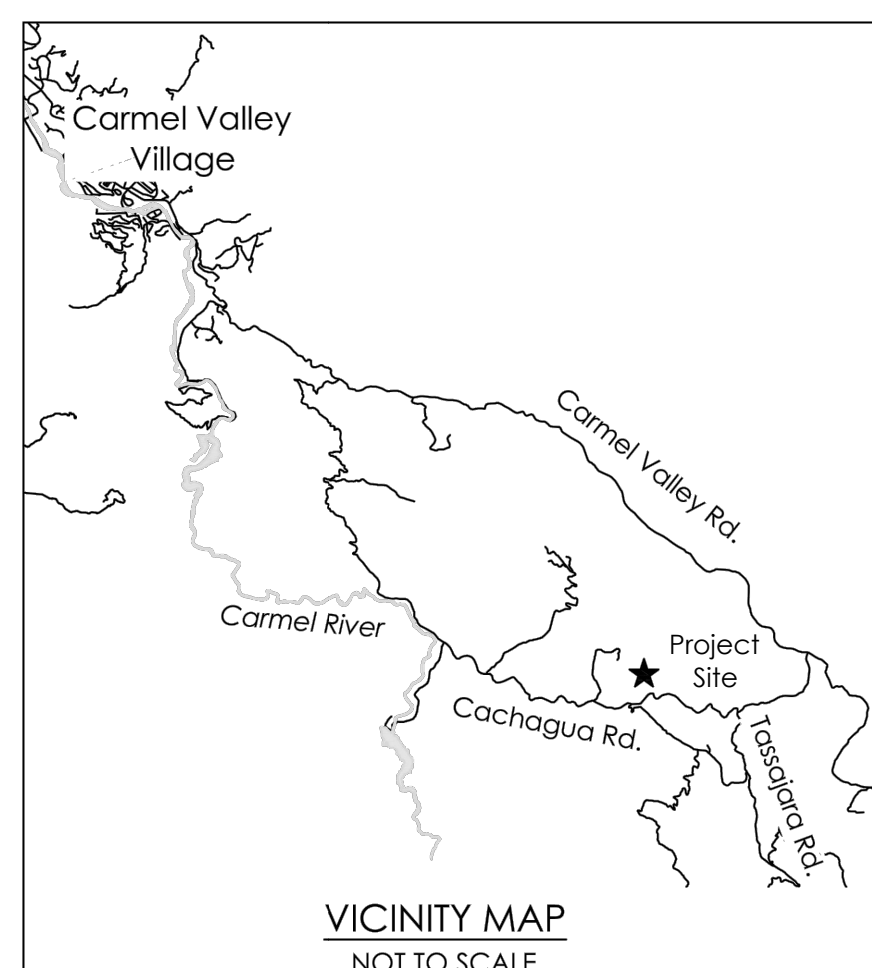 Carmel Valley
Village
Carmel Valley Rd.
Carmel River
Project
Site
Cachagua Rd.
Tassajara Rd.
VICINITY MAP
NOT TO SCALE